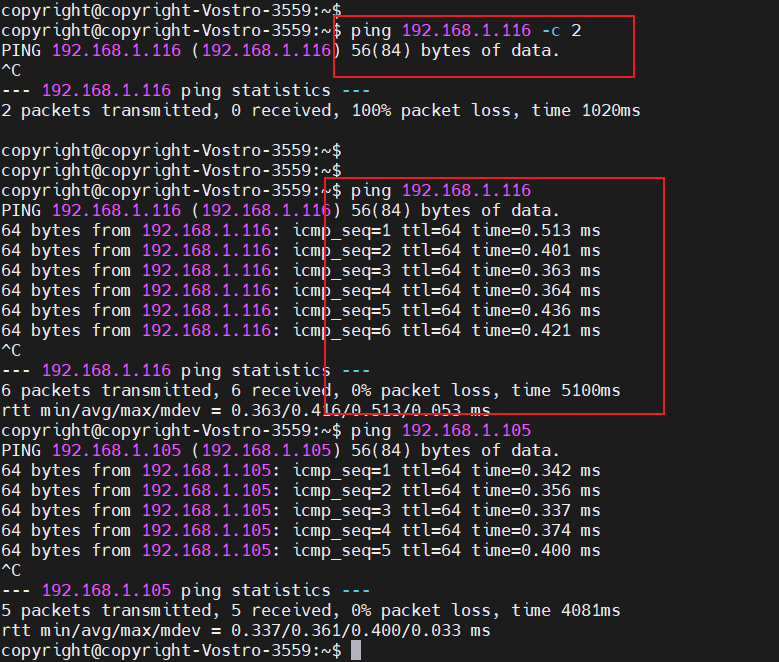 copyright@copyright-Vostro-3559:~$
copyright@copyright-Vostro-3559:~$ ping 192.168.1.116 -c 2
PING 192.168.1.116 (192.168.1.116) 56(84) bytes of data.
^C
--- 192.168.1.116 ping statistics ---
2 packets transmitted, 0 received, 100% packet loss, time 1020ms
copyright@copyright-Vostro-3559:~$
copyright@copyright-Vostro-3559:~$
copyright@copyright-Vostro-3559:~$ ping 192.168.1.116
PING 192.168.1.116 (192.168.1.116) 56(84) bytes of data.
64 bytes from 192.168.1.116: icmp_seq=1 ttl=64 time=0.513 ms
64 bytes from 192.168.1.116: icmp_seq=2 ttl=64 time=0.401 ms
64 bytes from 192.168.1.116: icmp_seq=3 ttl=64 time=0.363 ms
64 bytes from 192.168.1.116: icmp_seq=4 ttl=64 time=0.364 ms
64 bytes from 192.168.1.116: icmp_seq=5 ttl=64 time=0.436 ms
64 bytes from 192.168.1.116: icmp_seq=6 ttl=64 time=0.421 ms
^C
--- 192.168.1.116 ping statistics ---
6 packets transmitted, 6 received, 0% packet loss, time 5100ms
rtt min/avg/max/mdev = 0.363/0.416/0.513/0.053 ms
copyright@copyright-Vostro-3559:~$ ping 192.168.1.105
PING 192.168.1.105 (192.168.1.105) 56(84) bytes of data.
64 bytes from 192.168.1.105: icmp_seq=1 ttl=64 time=0.342 ms
64 bytes from 192.168.1.105: icmp_seq=2 ttl=64 time=0.356 ms
64 bytes from 192.168.1.105: icmp_seq=3 ttl=64 time=0.337 ms
64 bytes from 192.168.1.105: icmp_seq=4 ttl=64 time=0.374 ms
64 bytes from 192.168.1.105: icmp_seq=5 ttl=64 time=0.400 ms
^C
--- 192.168.1.105 ping statistics ---
5 packets transmitted, 5 received, 0% packet loss, time 4081ms
rtt min/avg/max/mdev = 0.337/0.361/0.400/0.033 ms
copyright@copyright-Vostro-3559:~$